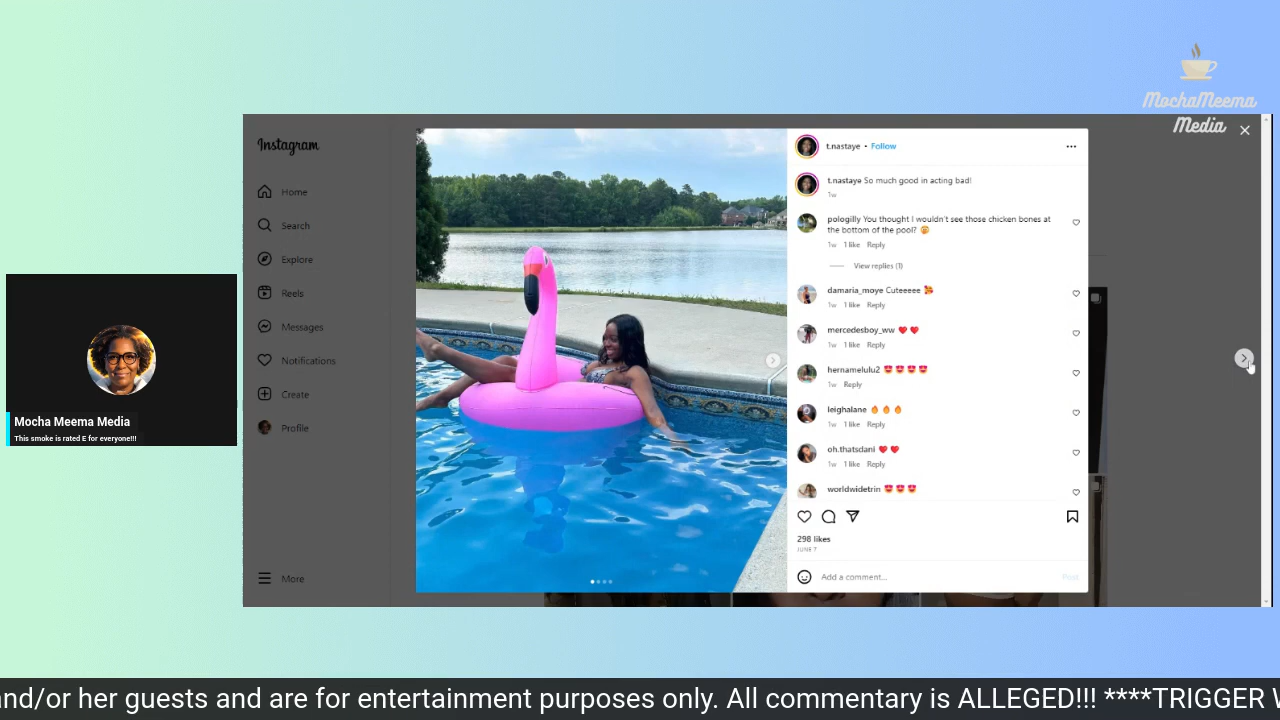 MochaMeema
Media
Instagram
Home
Search
Explore
Reels
Messages
Notifications
Create
Profile
More
t.nastaye • Follow
t.nastaye So much good in acting bad!
1w
pologilly You thought I wouldn't see those chicken bones at
the bottom of the pool? 🤔
1w 1 like Reply
View replies (1)
damaria_moye Cuteeeee 🥰
1w 1 like Reply
mercedesboy_ww ❤️ ❤️
1w 1 like Reply
hernamelulu2 😍 😍 😍 😍
1w Reply
leighalane 🔥 🔥 🔥
1w 1 like Reply
oh.thatsdani ❤️ ❤️
1w 1 like Reply
worldwidetrin 😍 😍 😍
298 likes
JUNE 7
Add a comment...
Post
Mocha Meema Media
This smoke is rated E for everyone!!!
and/or her guests and are for entertainment purposes only. All commentary is ALLEGED!!! ****TRIGGER W